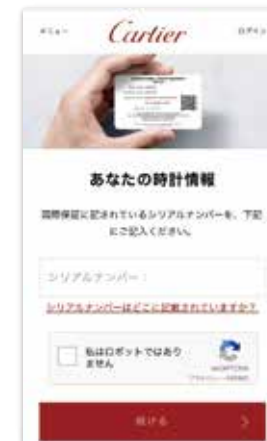 メニュー
Cartier
ログイン
あなたの時計情報
国際保証に記されているシリアルナンバーを、下記
にご記入ください。
シリアルナンバー：
シリアルナンバーはどこに記載されていますか？
私はロボットではあり
ません
reCAPTCHA
続ける